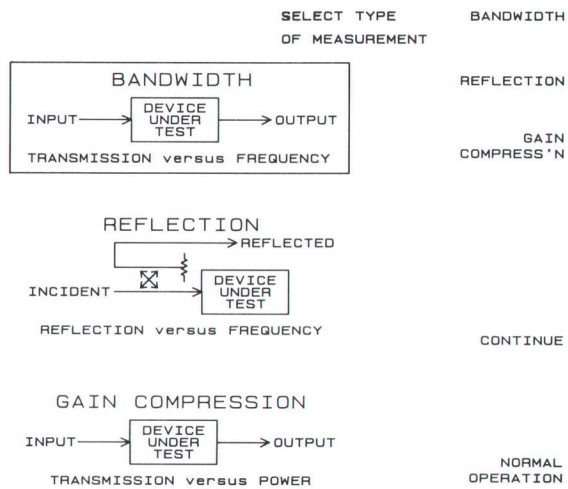 SELECT TYPE
OF MEASUREMENT
BANDWIDTH
REFLECTION
GAIN
COMPRESS'N
CONTINUE
NORMAL
OPERATION
BANDWIDTH
INPUT
DEVICE
UNDER
TEST
OUTPUT
TRANSMISSION versus FREQUENCY
REFLECTION
REFLECTED
INCIDENT
DEVICE
UNDER
TEST
REFLECTION versus FREQUENCY
GAIN COMPRESSION
INPUT
DEVICE
UNDER
TEST
OUTPUT
TRANSMISSION versus POWER